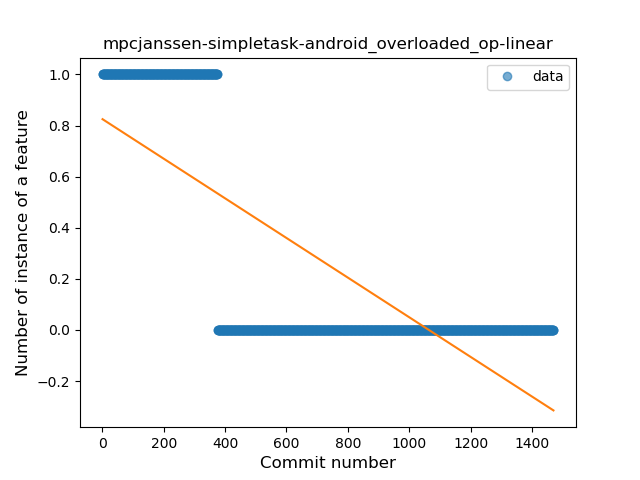 mpcjanssen-simpletask-android_overloaded_op-linear
data
Number of instance of a feature
1.0
0.8
0.6
0.4
0.2
0.0
−0.2
0 200 400 600 800 1000 1200 1400
Commit number